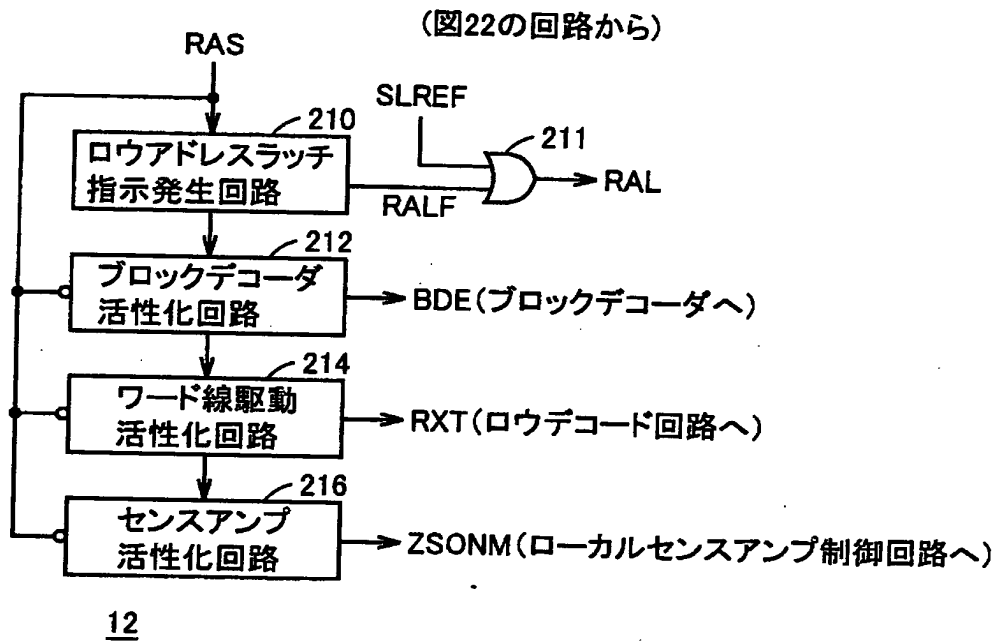 (図22の回路から)
RAS
SLREF
210
211
ロウアドレスラッチ
指示発生回路
RALF
RAL
212
ブロックデコーダ
活性化回路
BDE(ブロックデコーダへ)
214
ワード線駆動
活性化回路
RXT(ロウデコード回路へ)
216
センスアンプ
活性化回路
ZSONM(ローカルセンスアンプ制御回路へ)
12